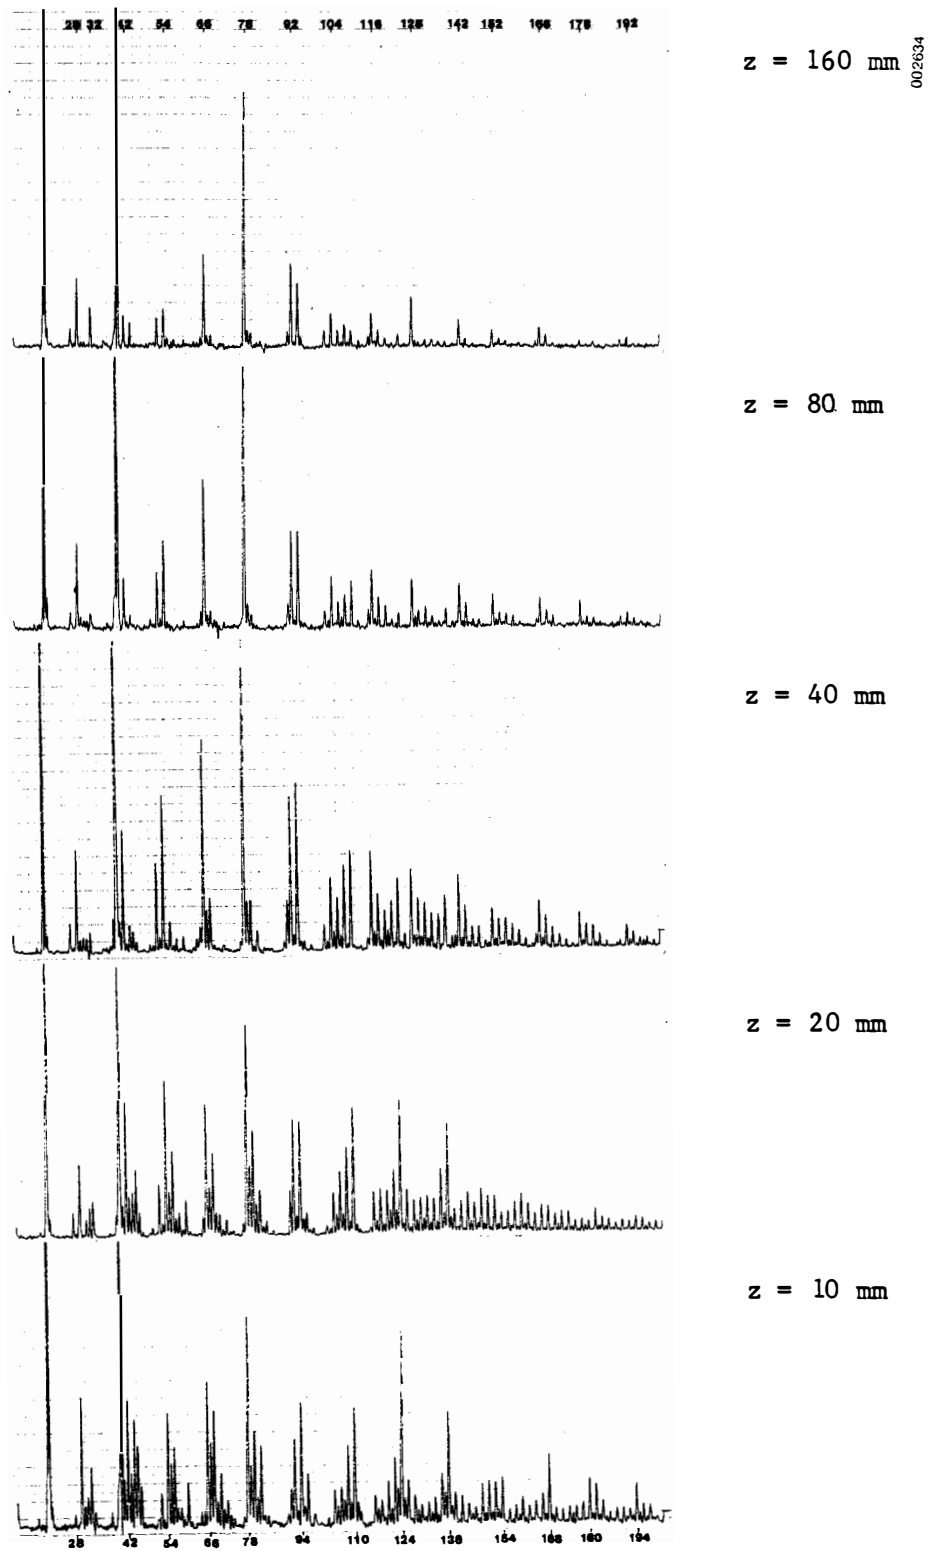 28 32 42 54 66 78 92 104 116 128 142 152 166 178 192
z = 160 mm
002634
z = 80 mm
z = 40 mm
z = 20 mm
z = 10 mm
28 42 54 66 78 94 110 124 138 154 166 180 194